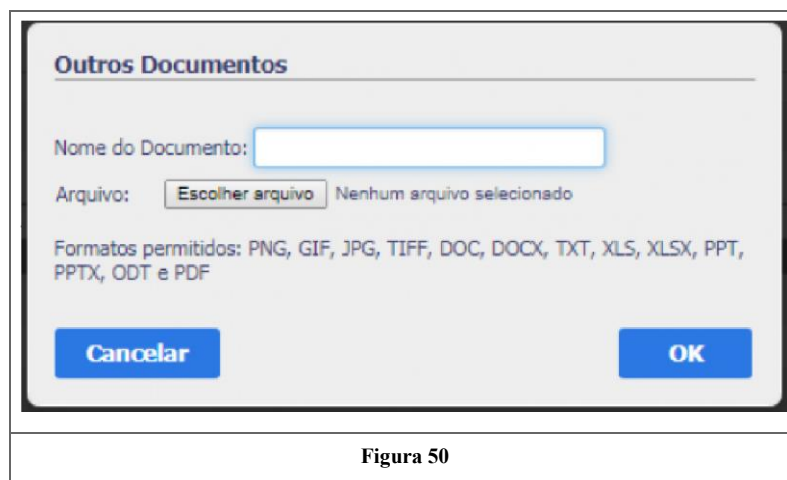 Outros Documentos
Nome do Documento:
Arquivo: Escolher arquivo Nenhum arquivo selecionado
Formatos permitidos: PNG, GIF, JPG, TIFF, DOC, DOCX, TXT, XLS, XLSX, PPT,
PPTX, ODT e PDF
Cancelar OK
Figura 50